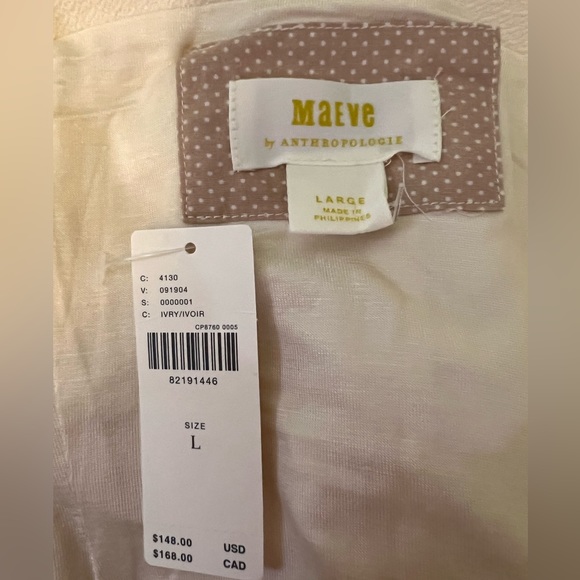 MAEVE
by ANTHROPOLOGIE
LARGE
MADE IN
PHILIPPINES
C: 4130
V: 091904
S: 0000001
C: IVRY/IVOIR
CP8760 0005
82191446
SIZE
L
$148.00 USD
$168.00 CAD